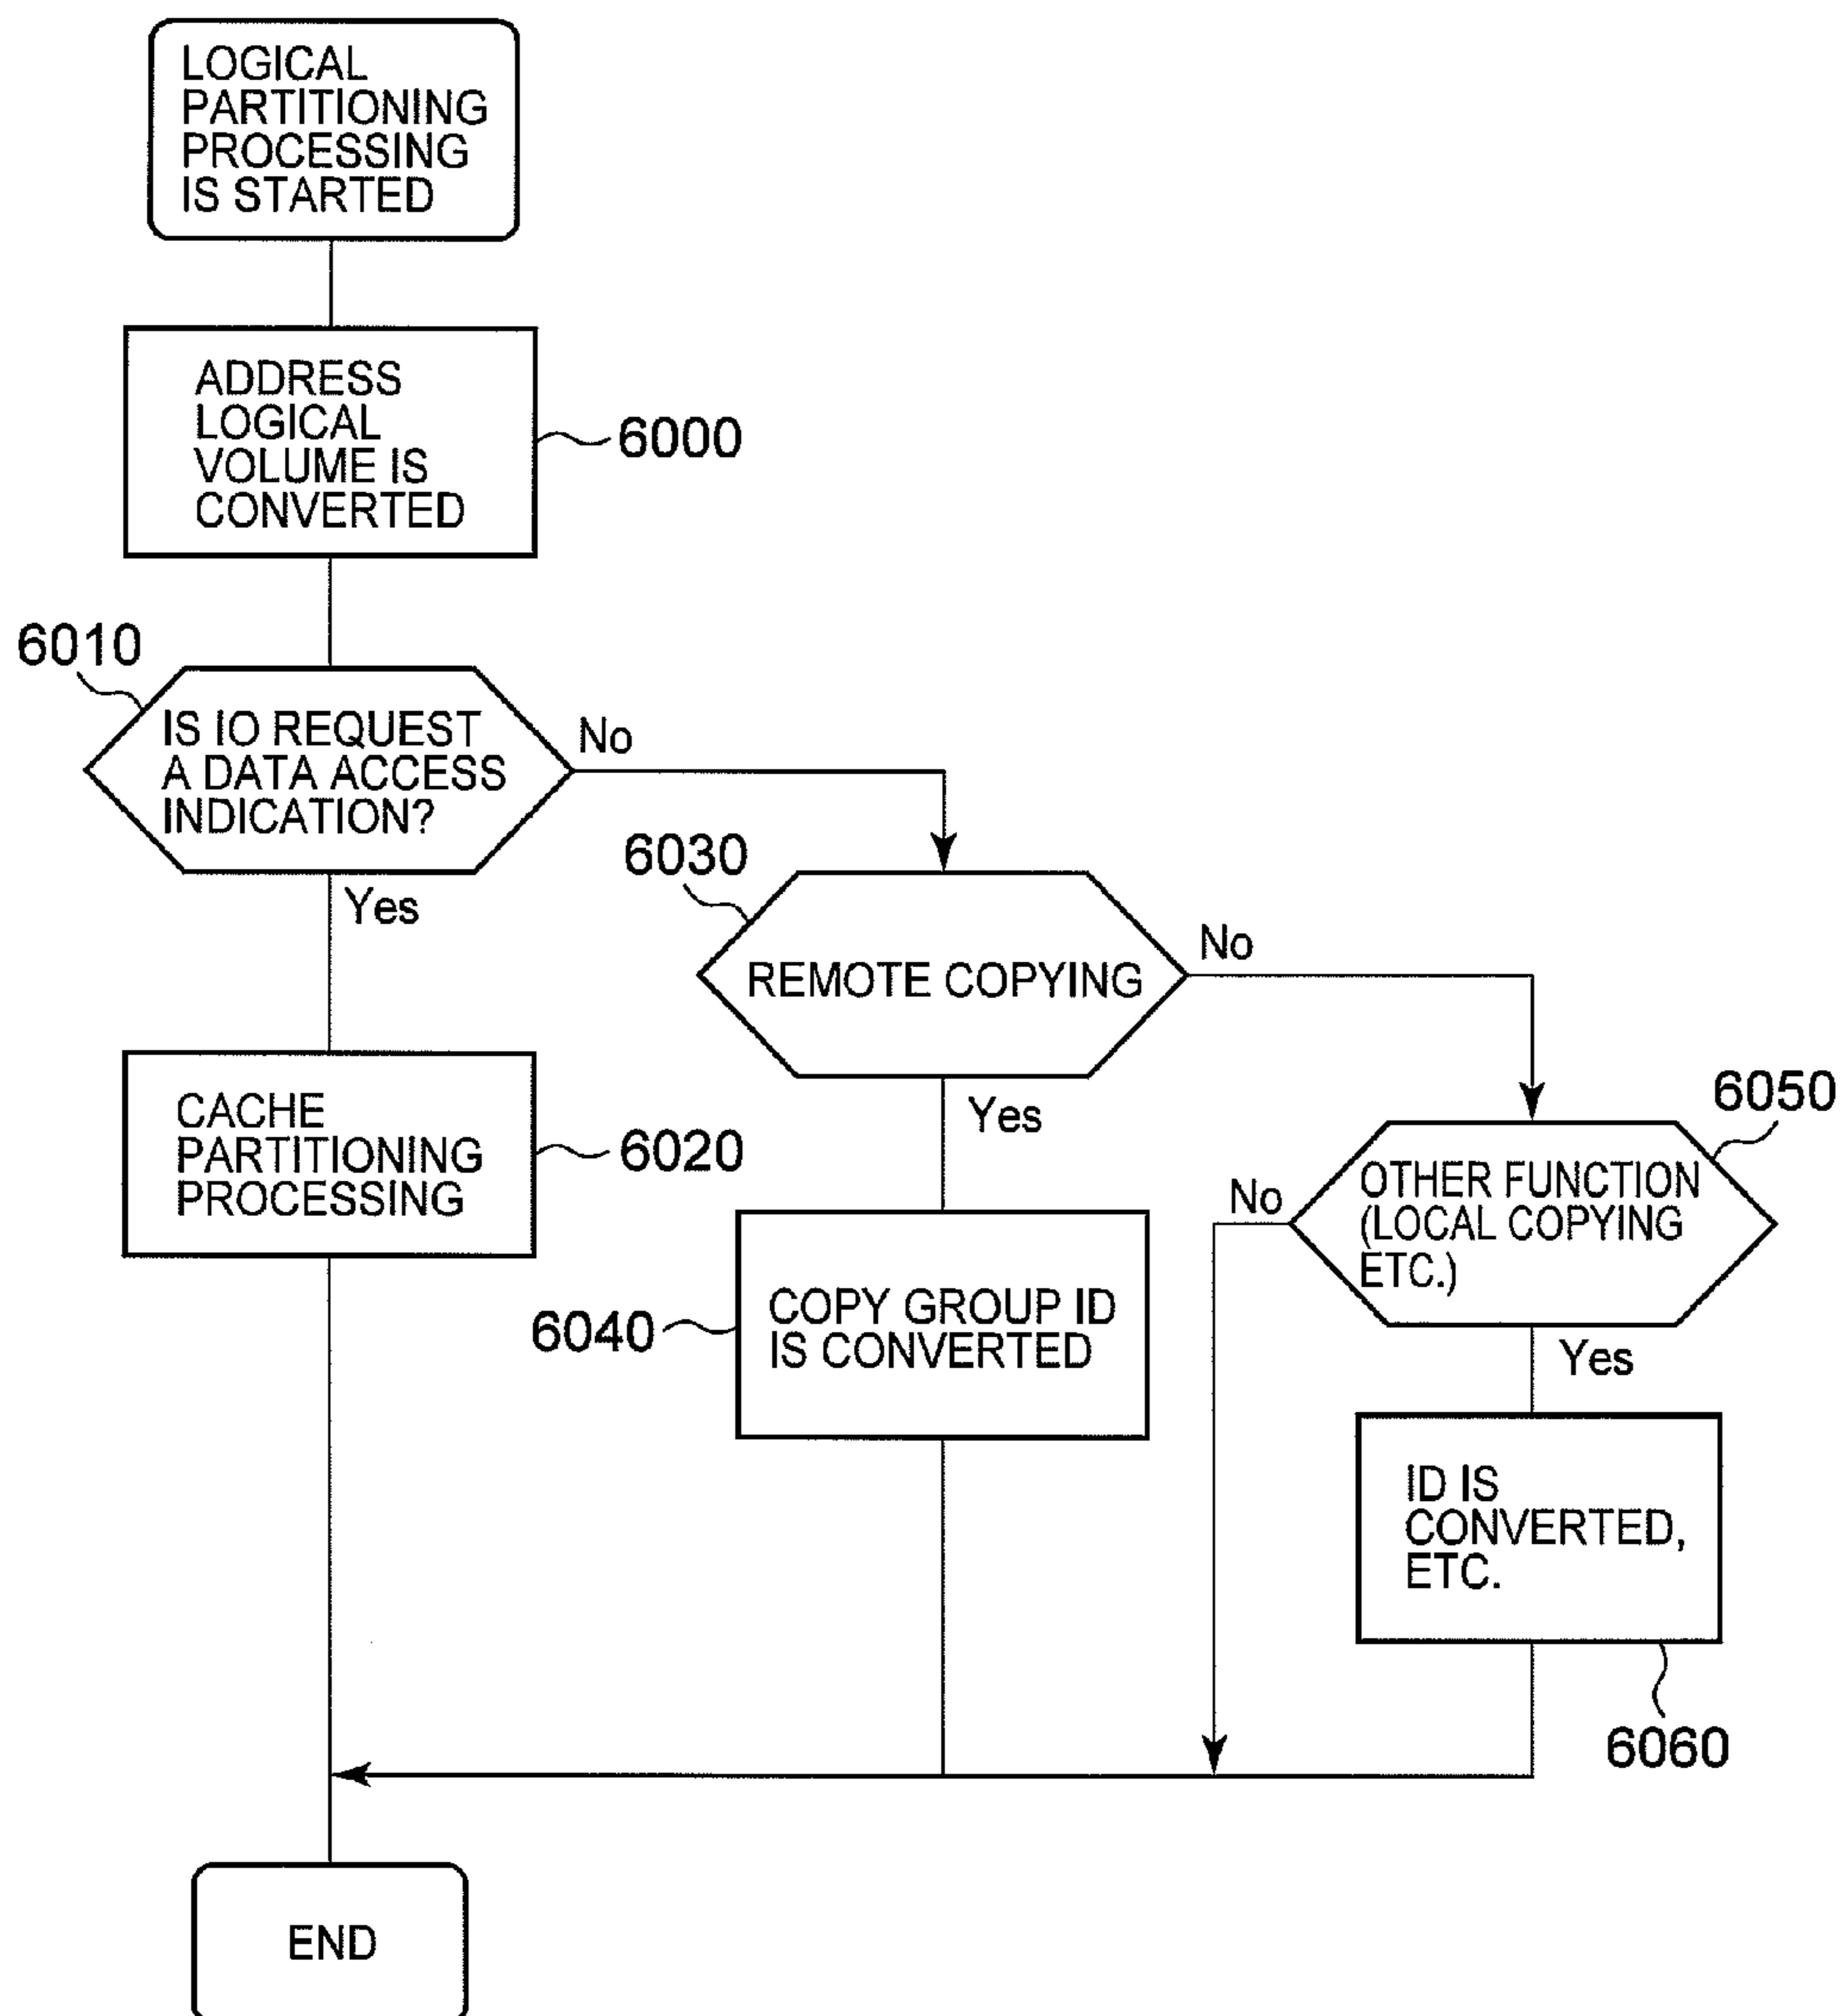 LOGICAL
PARTITIONING
PROCESSING
IS STARTED
ADDRESS
LOGICAL
VOLUME IS
CONVERTED
6000
6010
IS IO REQUEST
A DATA ACCESS
INDICATION?
No
Yes
6030
REMOTE COPYING
No
Yes
CACHE
PARTITIONING
PROCESSING
6020
6050
OTHER FUNCTION
(LOCAL COPYING
ETC.)
No
Yes
6040
COPY GROUP ID
IS CONVERTED
ID IS
CONVERTED,
ETC.
6060
END